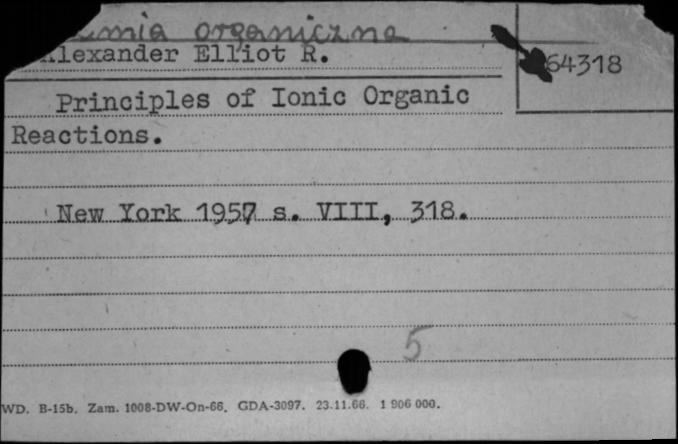 organiczna
Alexander Elliot R.
64318
Principles of Ionic Organic
Reactions.
New York 1957 s. VIII, 318.
5
WD. B-15b. Zam. 1008-DW-On-66. GDA-3097. 23.11.66. 1 906 000.